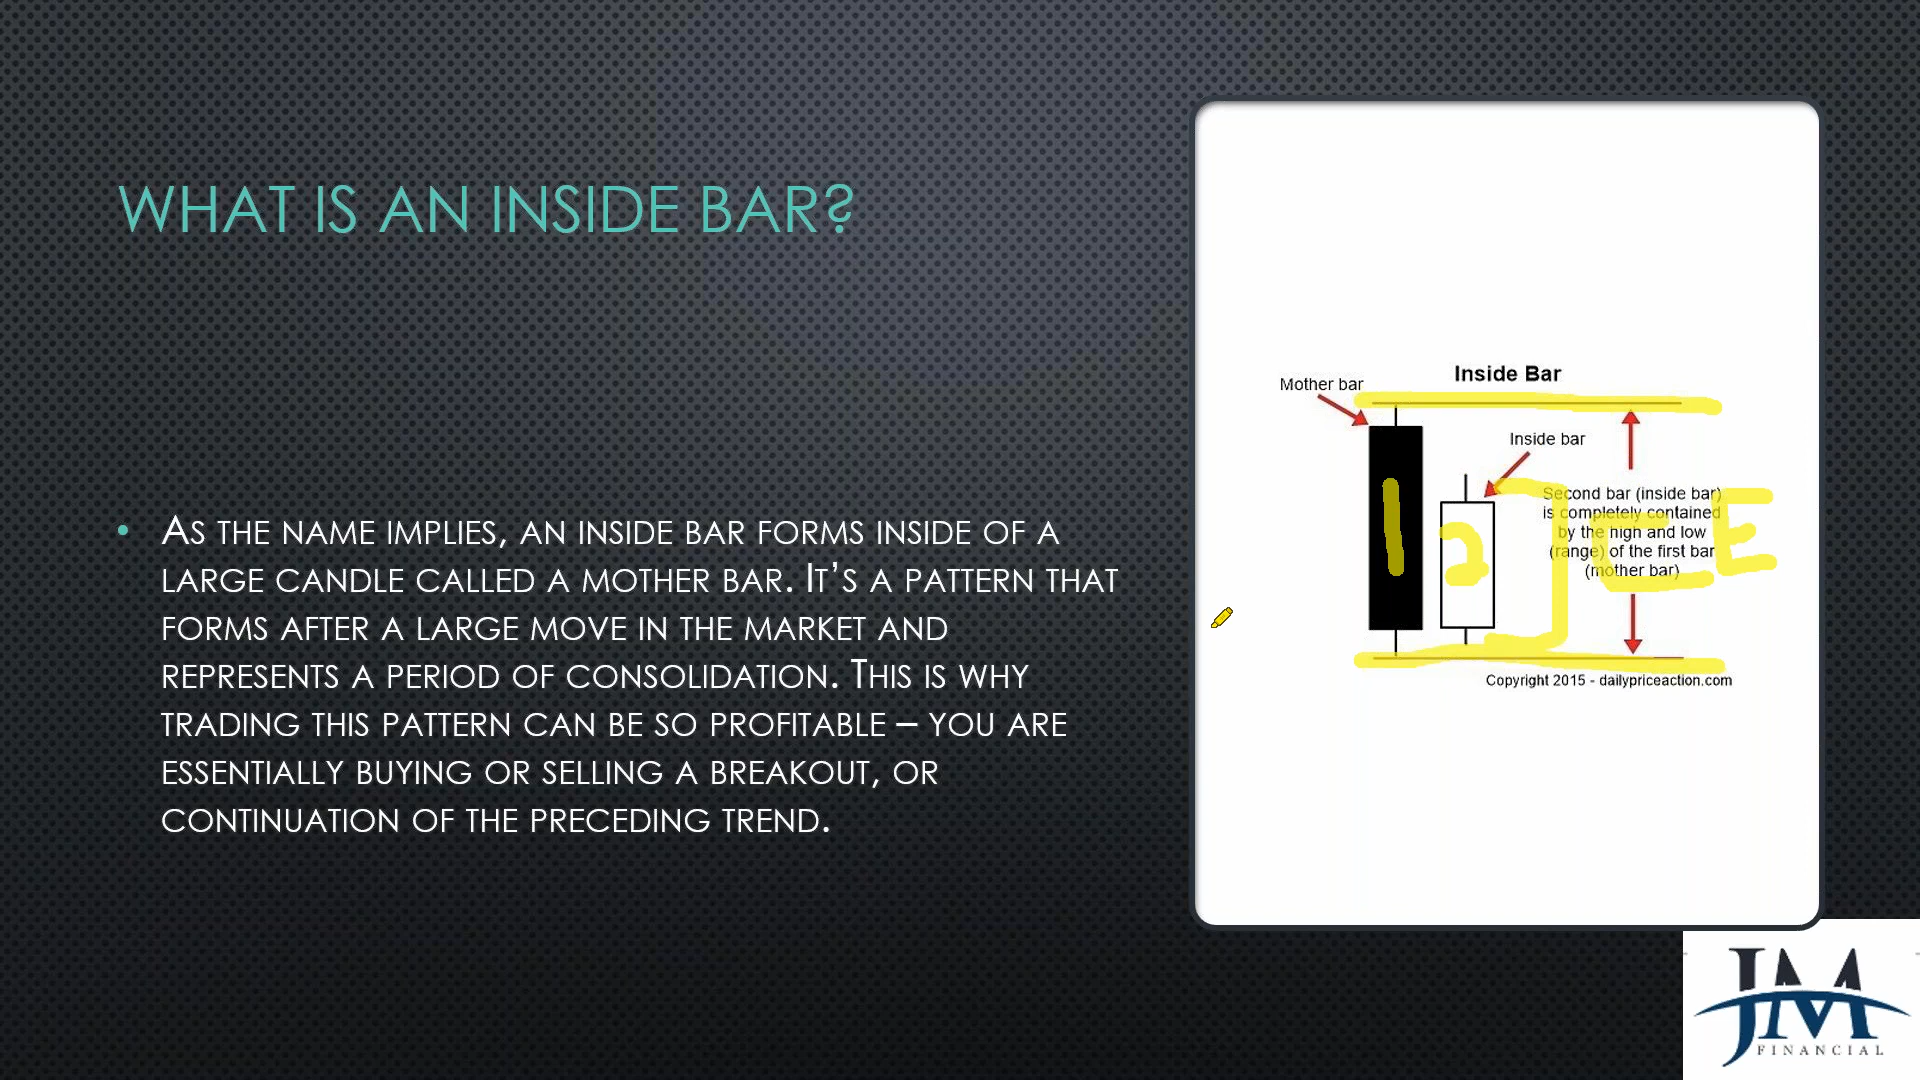 WHAT IS AN INSIDE BAR?
• AS THE NAME IMPLIES, AN INSIDE BAR FORMS INSIDE OF A
LARGE CANDLE CALLED A MOTHER BAR. IT'S A PATTERN THAT
FORMS AFTER A LARGE MOVE IN THE MARKET AND
REPRESENTS A PERIOD OF CONSOLIDATION. THIS IS WHY
TRADING THIS PATTERN CAN BE SO PROFITABLE – YOU ARE
ESSENTIALLY BUYING OR SELLING A BREAKOUT, OR
CONTINUATION OF THE PRECEDING TREND.
Inside Bar
Mother bar
Inside bar
1
2
Second bar (inside bar)
is completely contained
by the high and low
(range) of the first bar
(mother bar)
CE
Copyright 2015 - dailypriceaction.com
JM
FINANCIAL